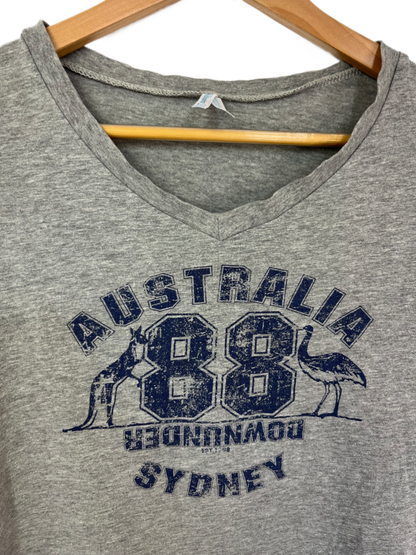 AUSTRALIA
88
DOWNUNDER
SYDNEY